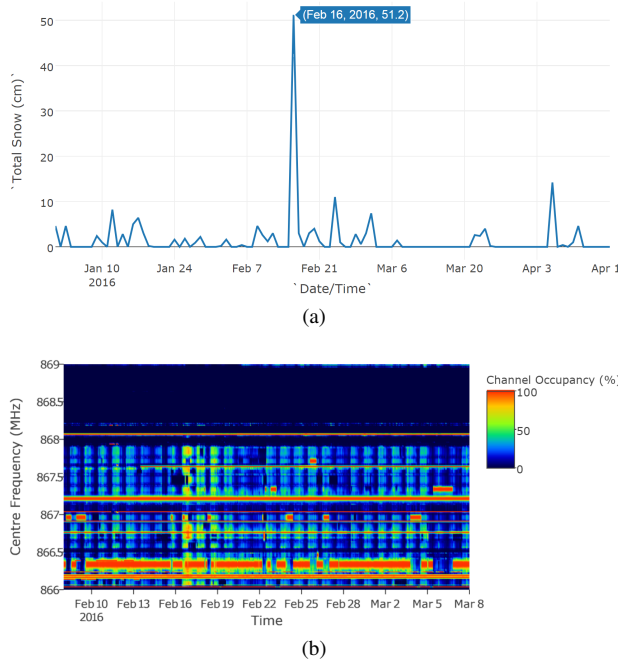 50
(Feb 16, 2016, 51.2)
40
30
20
10
0
`Total Snow (cm)`
Jan 10 Jan 24 Feb 7 Feb 21 Mar 6 Mar 20 Apr 3 Apr 1
2016
`Date/Time`
(a)
869
868.5
868
867.5
867
866.5
866
Centre Frequency (MHz)
Channel Occupancy (%)
100
50
0
Feb 10 Feb 13 Feb 16 Feb 19 Feb 22 Feb 25 Feb 28 Mar 2 Mar 5 Mar 8
2016
Time
(b)